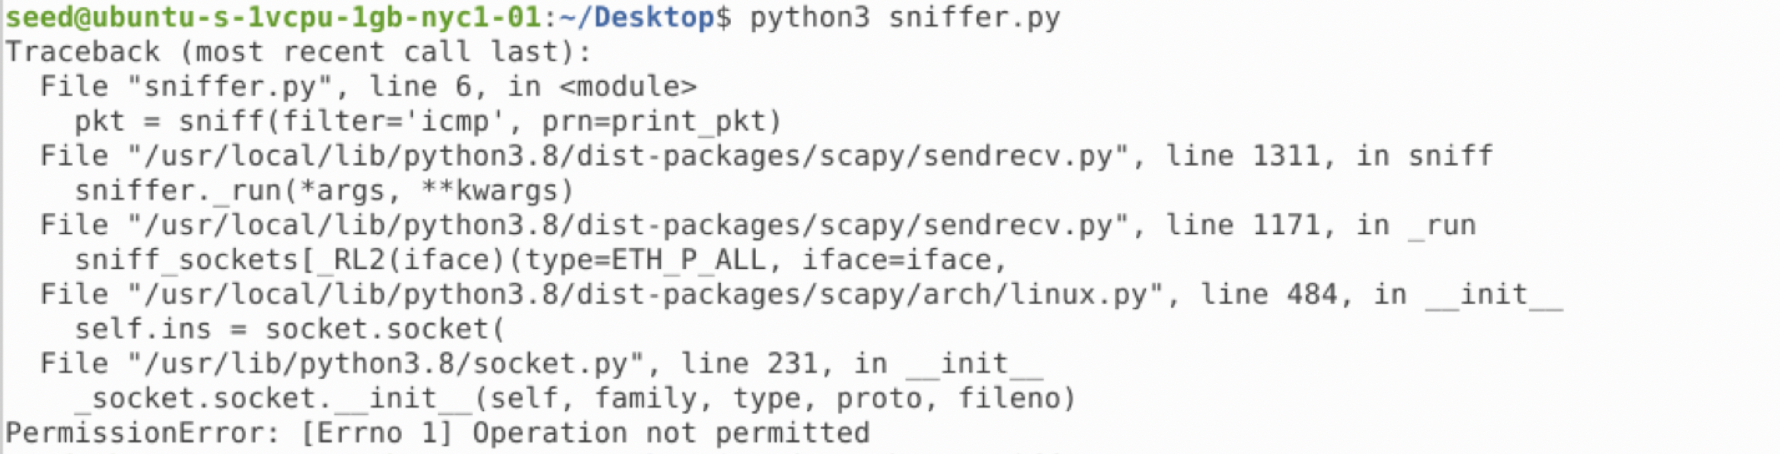 seed@ubuntu-s-1vcpu-1gb-nyc1-01:~/Desktop$ python3 sniffer.py
Traceback (most recent call last):
  File "sniffer.py", line 6, in <module>
    pkt = sniff(filter='icmp', prn=print_pkt)
  File "/usr/local/lib/python3.8/dist-packages/scapy/sendrecv.py", line 1311, in sniff
    sniffer._run(*args, **kwargs)
  File "/usr/local/lib/python3.8/dist-packages/scapy/sendrecv.py", line 1171, in _run
    sniff_sockets[_RL2(iface)(type=ETH_P_ALL, iface=iface,
  File "/usr/local/lib/python3.8/dist-packages/scapy/arch/linux.py", line 484, in __init__
    self.ins = socket.socket(
  File "/usr/lib/python3.8/socket.py", line 231, in __init__
    _socket.socket.__init__(self, family, type, proto, fileno)
PermissionError: [Errno 1] Operation not permitted